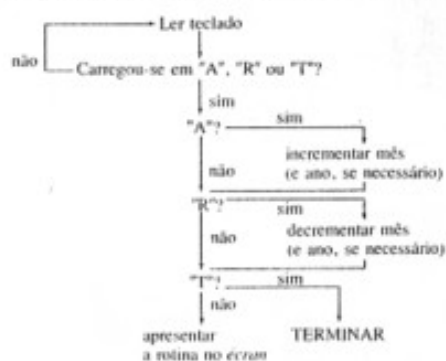 Ler teclado
não
Carregou-se em "A", "R" ou "T"?
sim
"A"?
sim
não
incrementar mês
(e ano, se necessário)
"R"?
sim
não
decrementar mês
(e ano, se necessário)
"T"?
sim
não
apresentar
a rotina no écran
TERMINAR